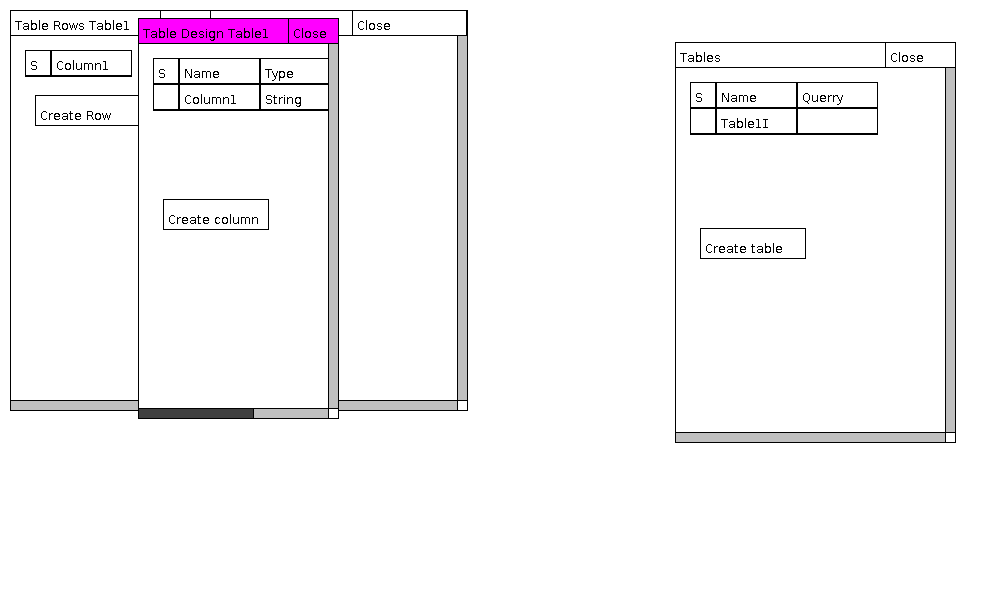 Table Rows Table1 Close
S Column1
Create Row
Table Design Table1 Close
S Name Type
Column1 String
Create column
Tables Close
S Name Querry
Table1I
Create table